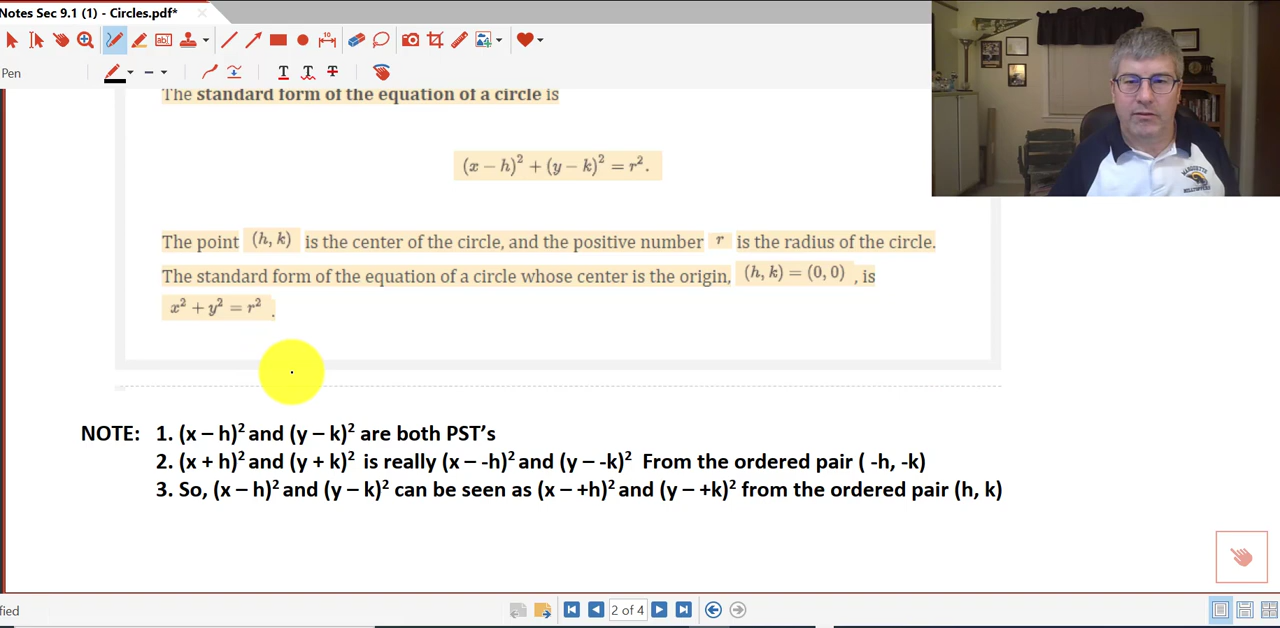 Notes Sec 9.1 (1) - Circles.pdf*
Pen
The standard form of the equation of a circle is
(x − h)² + (y − k)² = r².
The point (h, k) is the center of the circle, and the positive number r is the radius of the circle.
The standard form of the equation of a circle whose center is the origin, (h, k) = (0, 0) , is
x² + y² = r² .
NOTE: 1. (x – h)² and (y – k)² are both PST's
2. (x + h)² and (y + k)² is really (x – -h)² and (y – -k)² From the ordered pair ( -h, -k)
3. So, (x – h)² and (y – k)² can be seen as (x – +h)² and (y – +k)² from the ordered pair (h, k)
fied
2 of 4